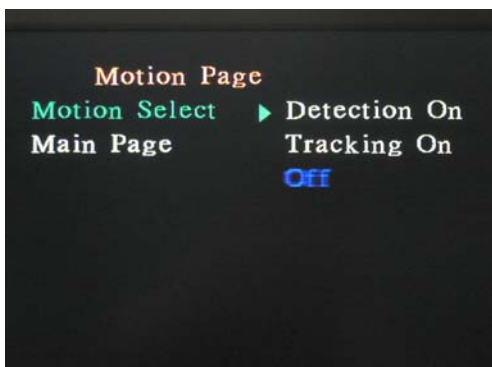 Motion Page
Motion Select ▶ Detection On
Main Page Tracking On
Off